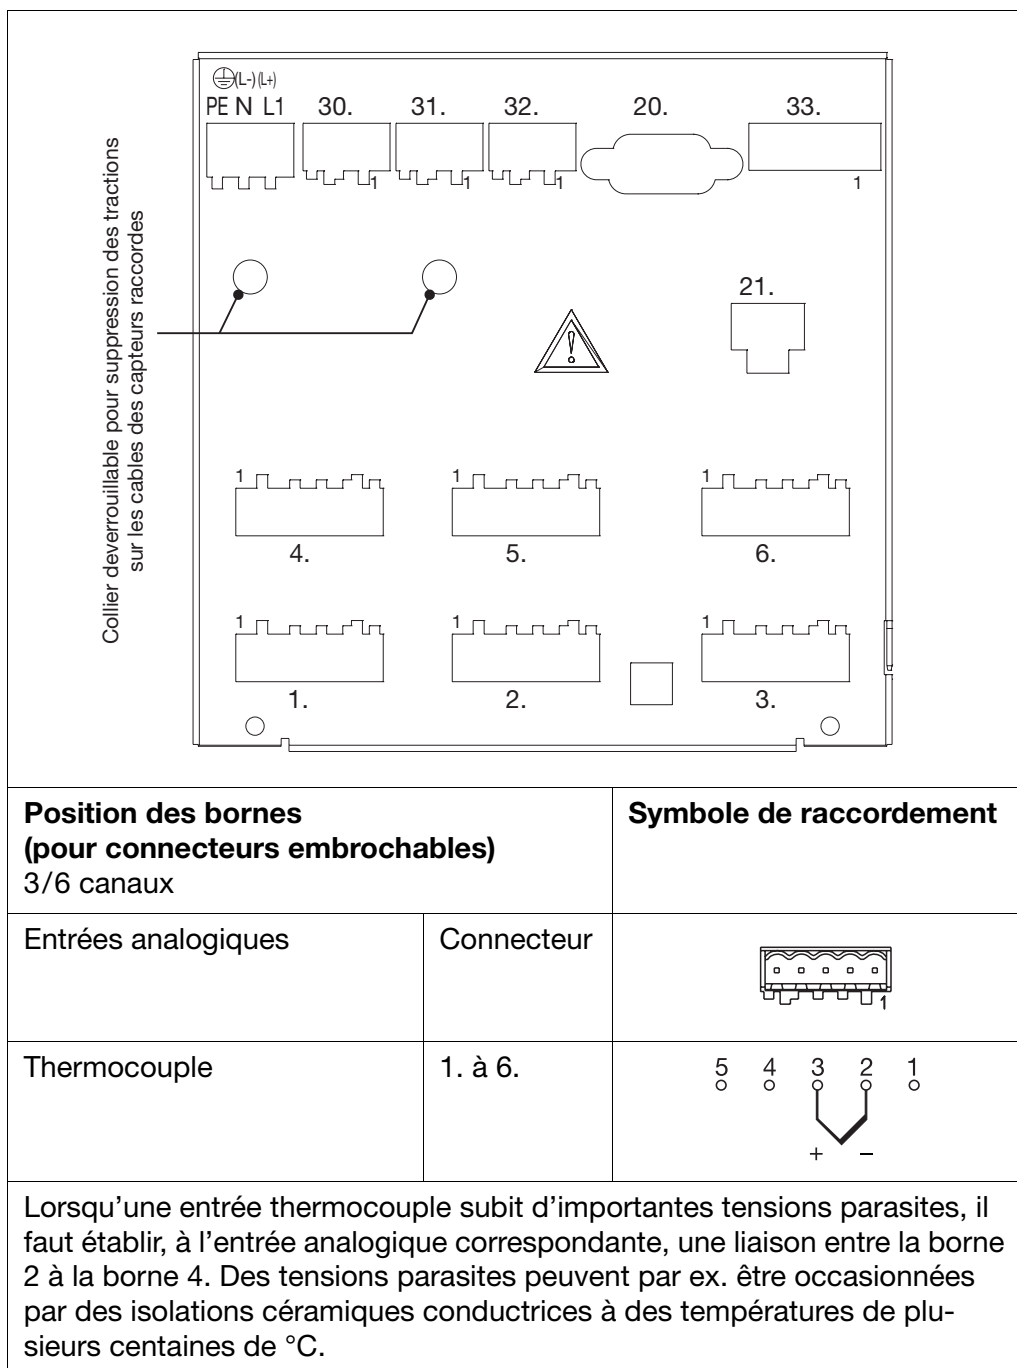 (L-) (L+)
PE N L1 30. 31. 32. 20. 33.
1 1 1 1
Collier deverrouillable pour suppression des tractions
sur les cables des capteurs raccordes
21.
1 1 1
4. 5. 6.
1 1 1
1. 2. 3.
Position des bornes
(pour connecteurs embrochables)
3/6 canaux
Symbole de raccordement
Entrées analogiques Connecteur
1
Thermocouple 1. à 6. 5 4 3 2 1
+ –
Lorsqu’une entrée thermocouple subit d’importantes tensions parasites, il
faut établir, à l’entrée analogique correspondante, une liaison entre la borne
2 à la borne 4. Des tensions parasites peuvent par ex. être occasionnées
par des isolations céramiques conductrices à des températures de plu-
sieurs centaines de °C.